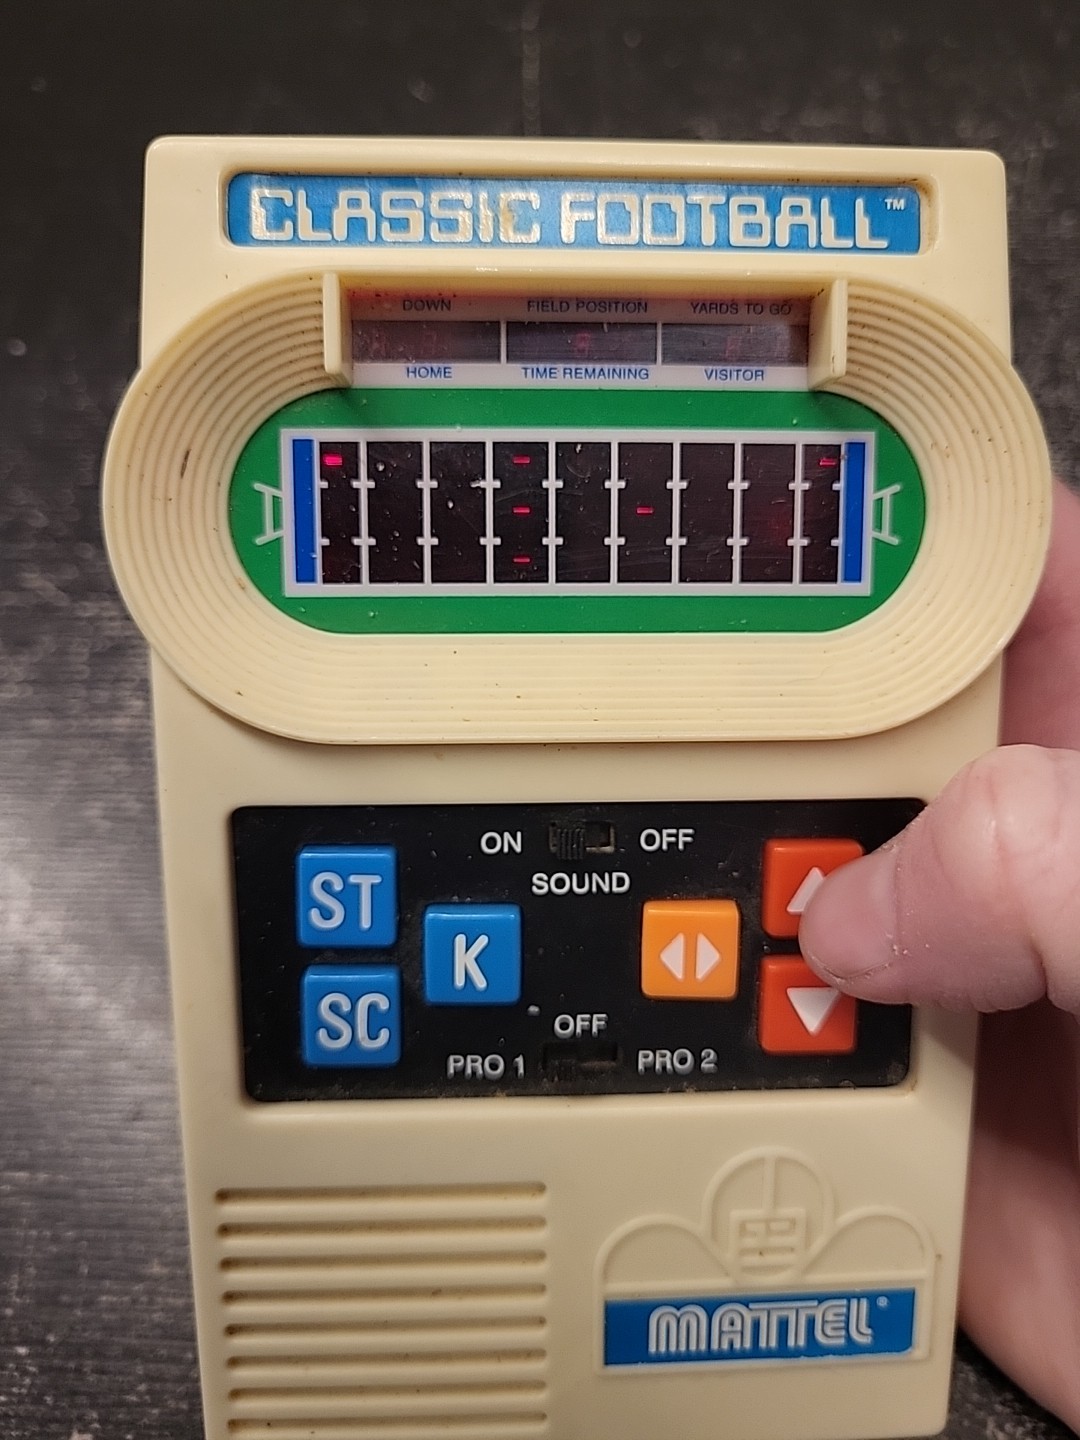 CLASSIC FOOTBALL™
DOWN FIELD POSITION YARDS TO GO
HOME TIME REMAINING VISITOR
ON OFF
SOUND
ST
K
SC
OFF
PRO 1 PRO 2
MATTEL®